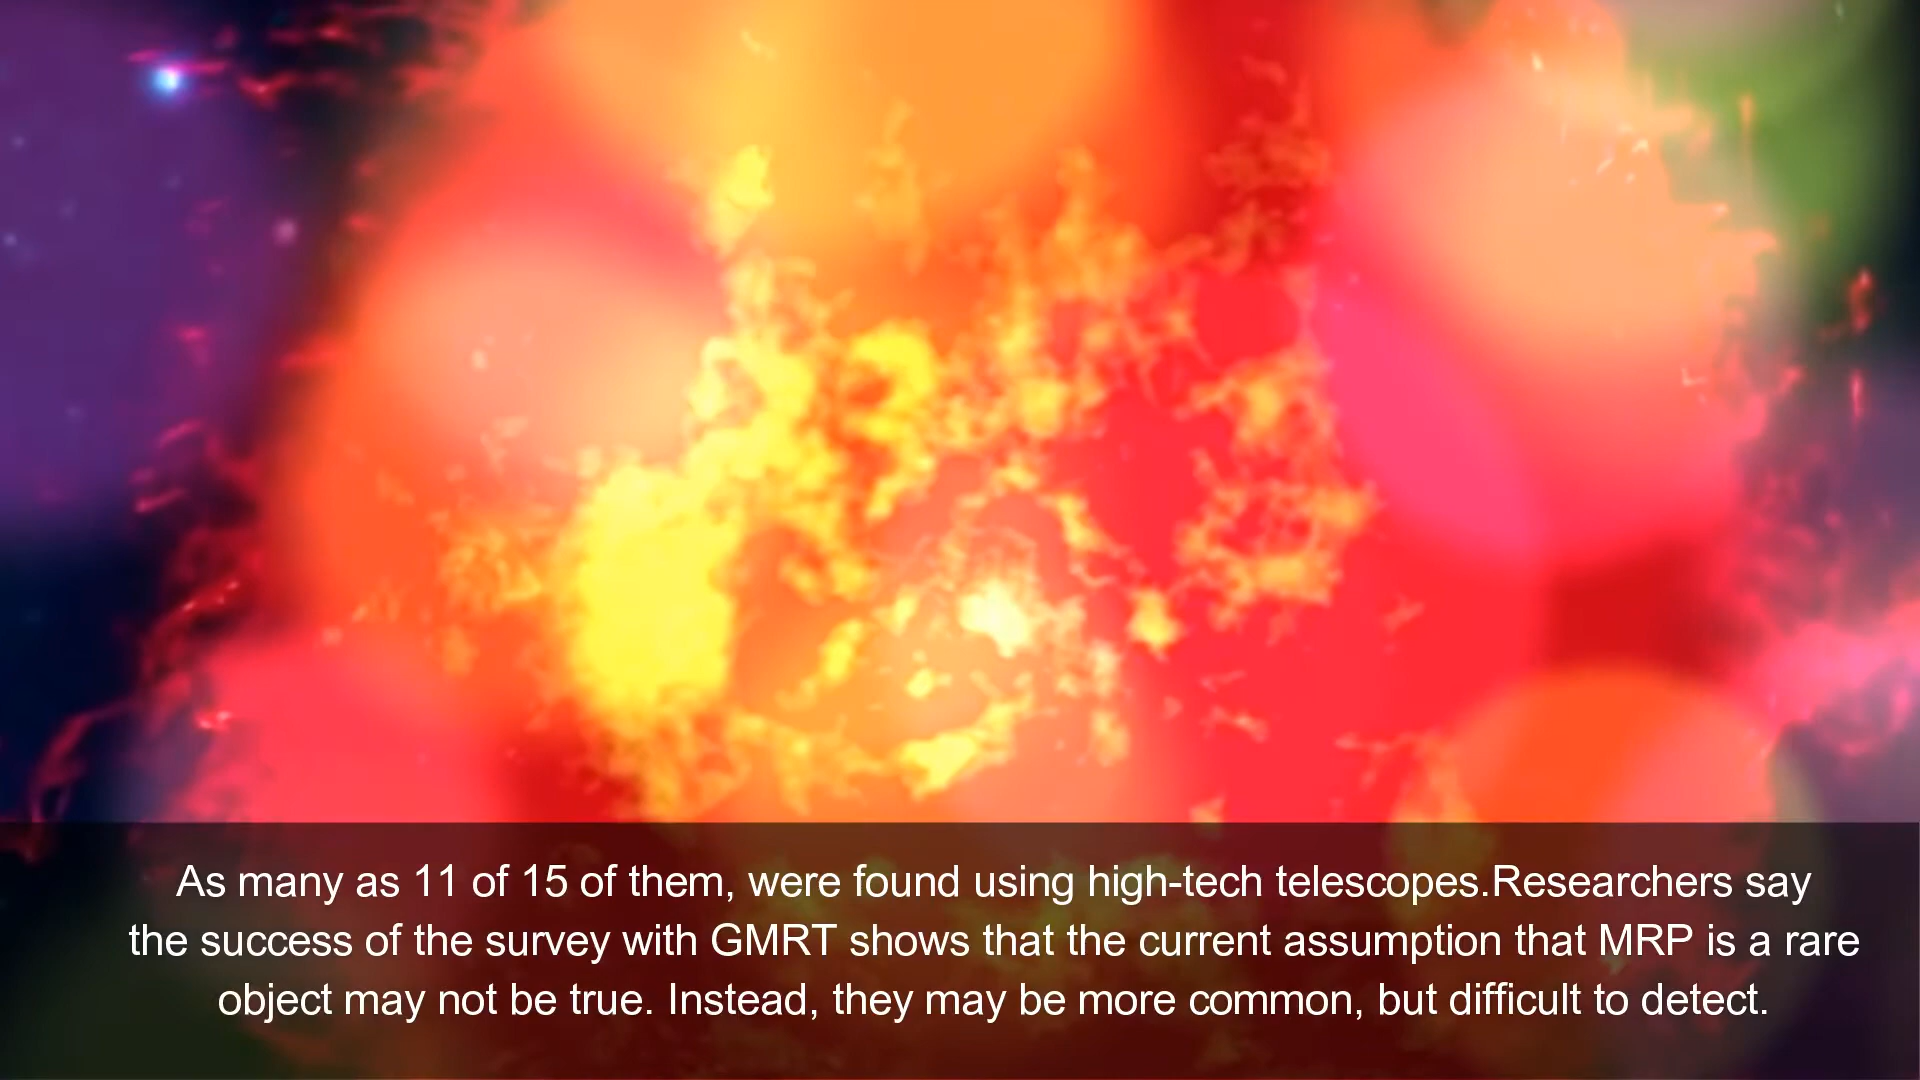 As many as 11 of 15 of them, were found using high-tech telescopes.Researchers say
the success of the survey with GMRT shows that the current assumption that MRP is a rare
object may not be true. Instead, they may be more common, but difficult to detect.